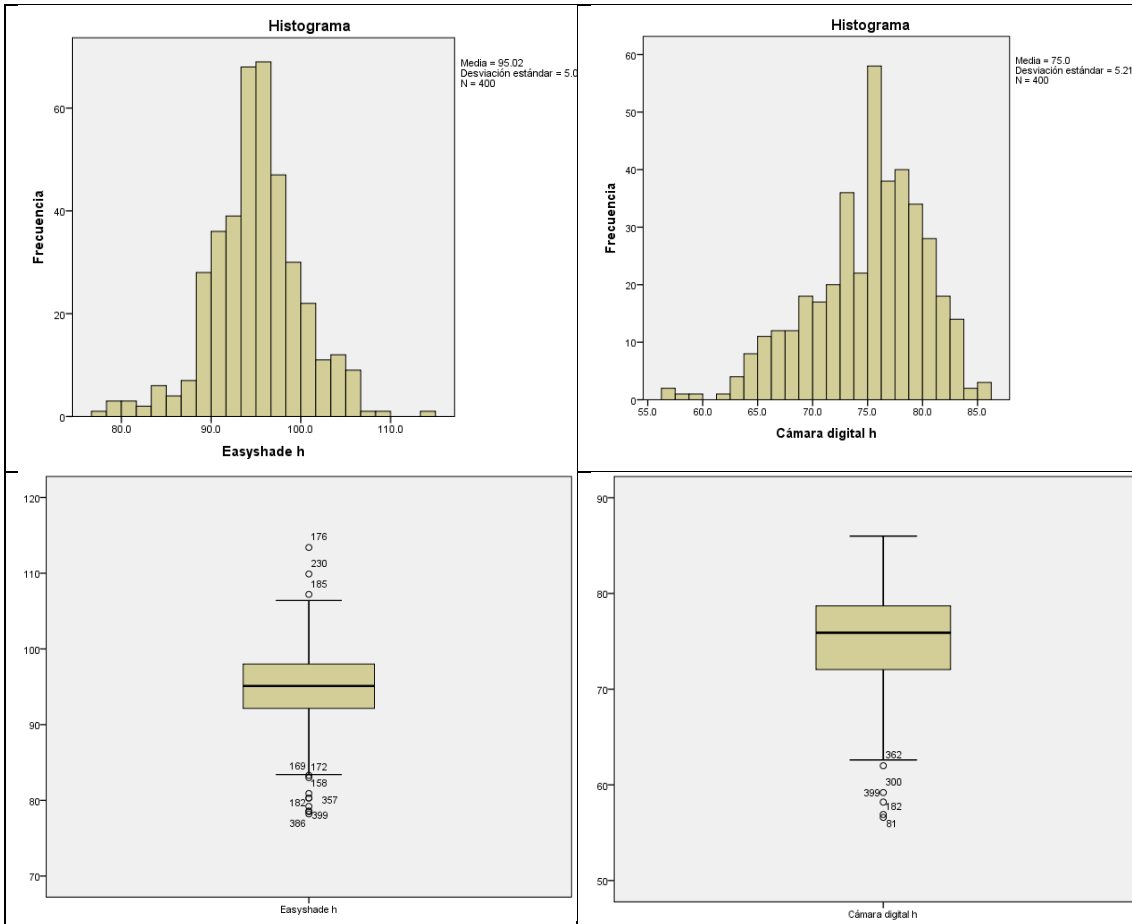 Histograma
Media = 95.02
Desviación estándar = 5.0
N = 400
Frecuencia
60
40
20
0
80.0 90.0 100.0 110.0
Easyshade h
Histograma
Media = 75.0
Desviación estándar = 5.21
N = 400
Frecuencia
60
50
40
30
20
10
0
55.0 60.0 65.0 70.0 75.0 80.0 85.0
Cámara digital h
120
110
100
90
80
70
176
230
185
169 172
158
182 357
399
386
Easyshade h
90
80
70
60
50
362
300
399
182
81
Cámara digital h